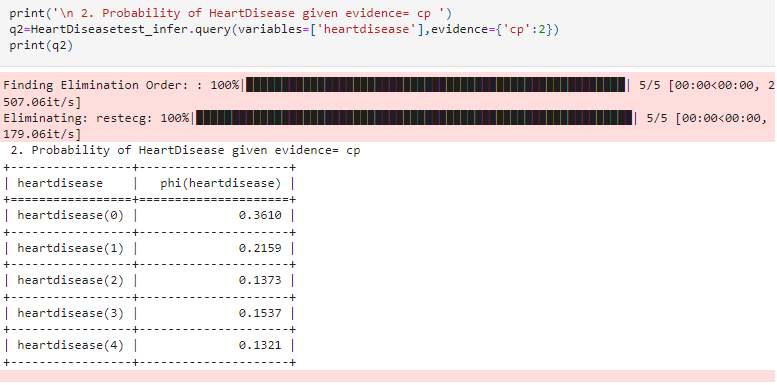 print('\n 2. Probability of HeartDisease given evidence= cp ')
q2=HeartDiseasetest_infer.query(variables=['heartdisease'],evidence={'cp':2})
print(q2)
Finding Elimination Order: : 100%| | 5/5 [00:00<00:00, 2
507.06it/s]
Eliminating: restecg: 100%| | 5/5 [00:00<00:00,
179.06it/s]
 2. Probability of HeartDisease given evidence= cp
+-----------------+---------------------+
| heartdisease    |   phi(heartdisease) |
+=================+=====================+
| heartdisease(0) |              0.3610 |
+-----------------+---------------------+
| heartdisease(1) |              0.2159 |
+-----------------+---------------------+
| heartdisease(2) |              0.1373 |
+-----------------+---------------------+
| heartdisease(3) |              0.1537 |
+-----------------+---------------------+
| heartdisease(4) |              0.1321 |
+-----------------+---------------------+